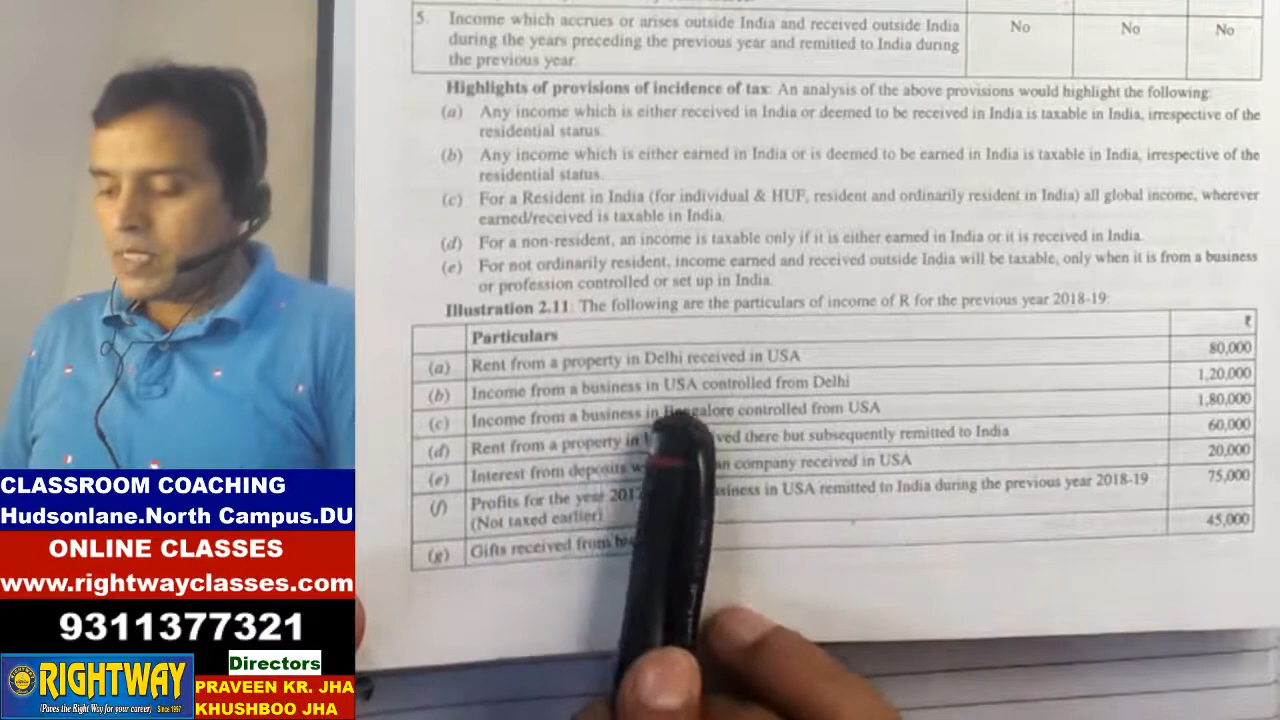 5. Income which accrues or arises outside India and received outside India No No No
during the years preceding the previous year and remitted to India during
the previous year.
Highlights of provisions of incidence of tax: An analysis of the above provisions would highlight the following:
(a) Any income which is either received in India or deemed to be received in India is taxable in India, irrespective of the
residential status.
(b) Any income which is either earned in India or is deemed to be earned in India is taxable in India, irrespective of the
residential status.
(c) For a Resident in India (for individual & HUF, resident and ordinarily resident in India) all global income, wherever
earned/received is taxable in India.
(d) For a non-resident, an income is taxable only if it is either earned in India or it is received in India.
(e) For not ordinarily resident, income earned and received outside India will be taxable, only when it is from a business
or profession controlled or set up in India.
Illustration 2.11: The following are the particulars of income of R for the previous year 2018-19:
Particulars ₹
(a) Rent from a property in Delhi received in USA 80,000
(b) Income from a business in USA controlled from Delhi 1,20,000
(c) Income from a business in Bangalore controlled from USA 1,80,000
(d) Rent from a property in there but subsequently remitted to India 60,000
(e) Interest from deposits company received in USA 20,000
(f) Profits for the year in USA remitted to India during the previous year 2018-19 75,000
(Not taxed earlier)
(g) Gifts received from 45,000
CLASSROOM COACHING
Hudsonlane.North Campus.DU
ONLINE CLASSES
www.rightwayclasses.com
9311377321
RIGHTWAY
(Paves the Right Way for your career) Since 1997
Directors
PRAVEEN KR. JHA
KHUSHBOO JHA